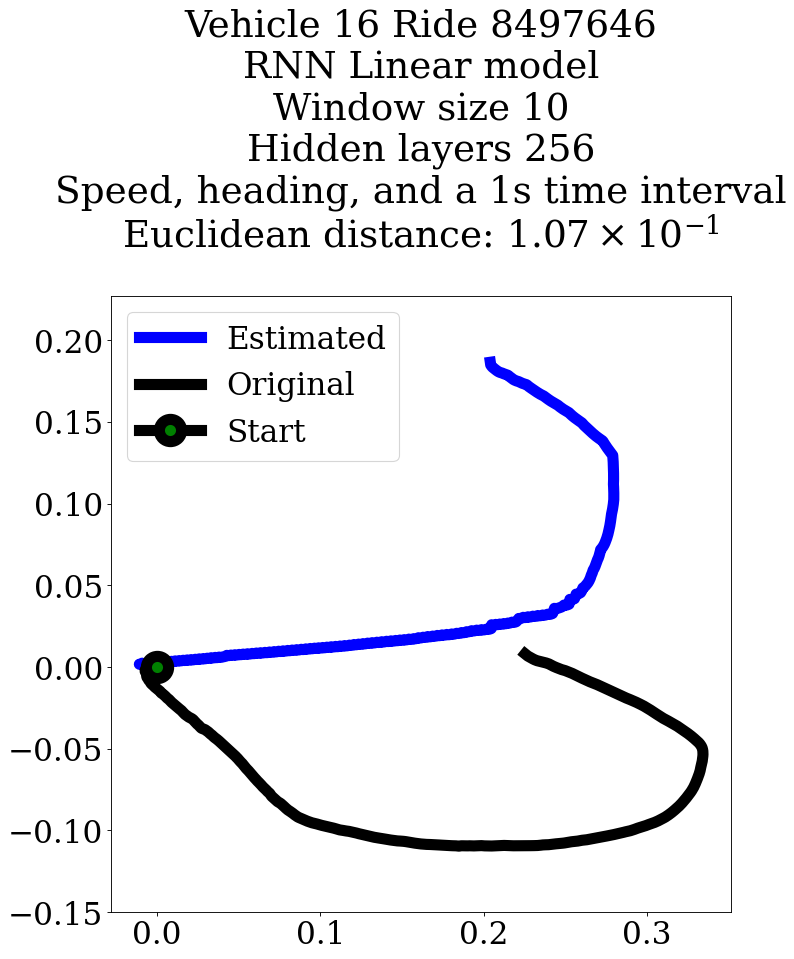 Vehicle 16 Ride 8497646
RNN Linear model
Window size 10
Hidden layers 256
Speed, heading, and a 1s time interval
Euclidean distance: 1.07 × 10⁻¹
Estimated
Original
Start
0.20
0.15
0.10
0.05
0.00
−0.05
−0.10
−0.15
0.0 0.1 0.2 0.3